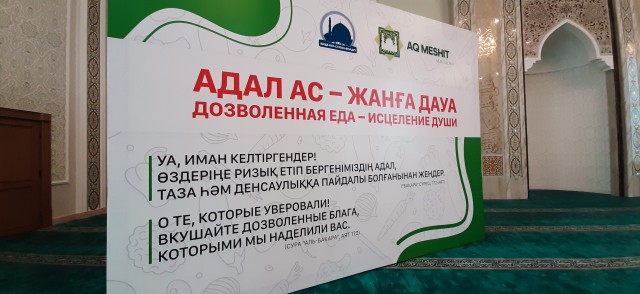 AQ MESHIT
АДАЛ АС – ЖАНҒА ДАУА
ДОЗВОЛЕННАЯ ЕДА – ИСЦЕЛЕНИЕ ДУШИ
УА, ИМАН КЕЛТІРГЕНДЕР!
ӨЗДЕРІҢЕ РИЗЫҚ ЕТІП БЕРГЕНІМІЗДІҢ АДАЛ,
ТАЗА ҺӘМ ДЕНСАУЛЫҚҚА ПАЙДАЛЫ БОЛҒАНЫНАН ЖЕҢДЕР.
О ТЕ, КОТОРЫЕ УВЕРОВАЛИ!
ВКУШАЙТЕ ДОЗВОЛЕННЫЕ БЛАГА,
КОТОРЫМИ МЫ НАДЕЛИЛИ ВАС.
(СУРА "АЛЬ-БАКАРА", АЯТ 172)